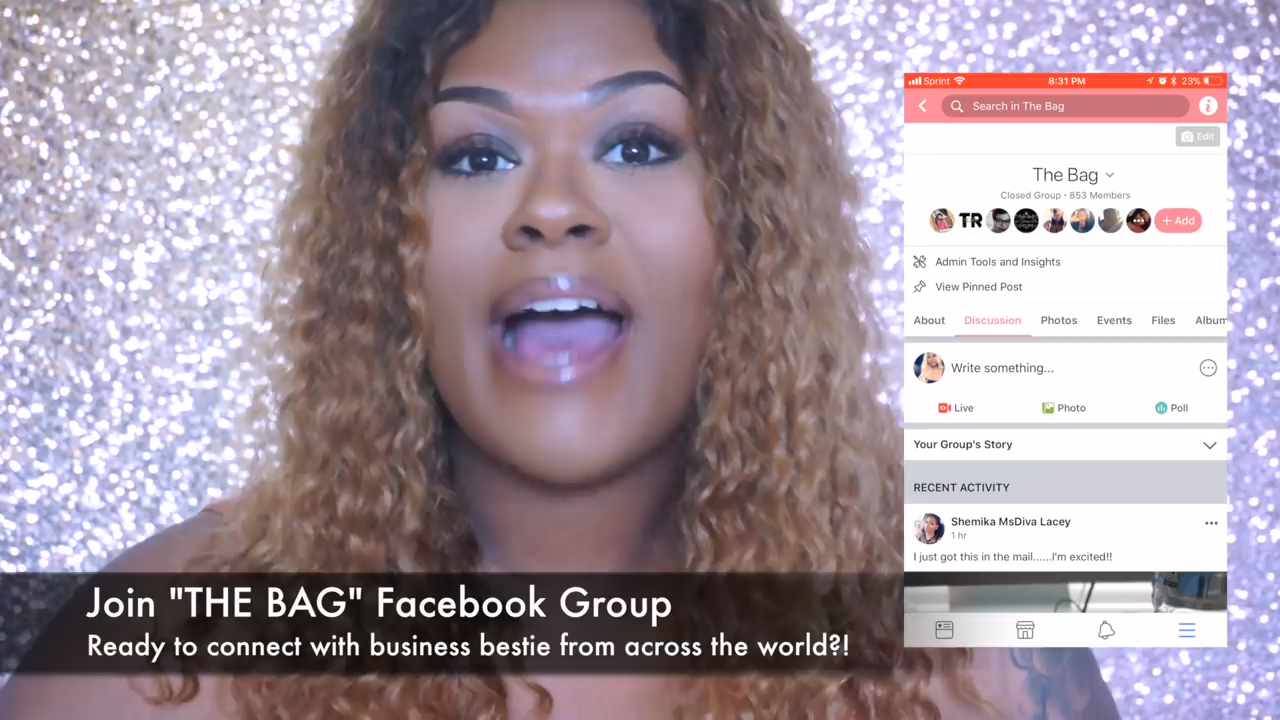 Sprint 8:31 PM 23%
Search in The Bag
Edit
The Bag
Closed Group · 853 Members
TR + Add
Admin Tools and Insights
View Pinned Post
About Discussion Photos Events Files Album
Write something...
Live Photo Poll
Your Group's Story
RECENT ACTIVITY
Shemika MsDiva Lacey
1 hr
I just got this in the mail......I'm excited!!
Join "THE BAG" Facebook Group
Ready to connect with business bestie from across the world?!